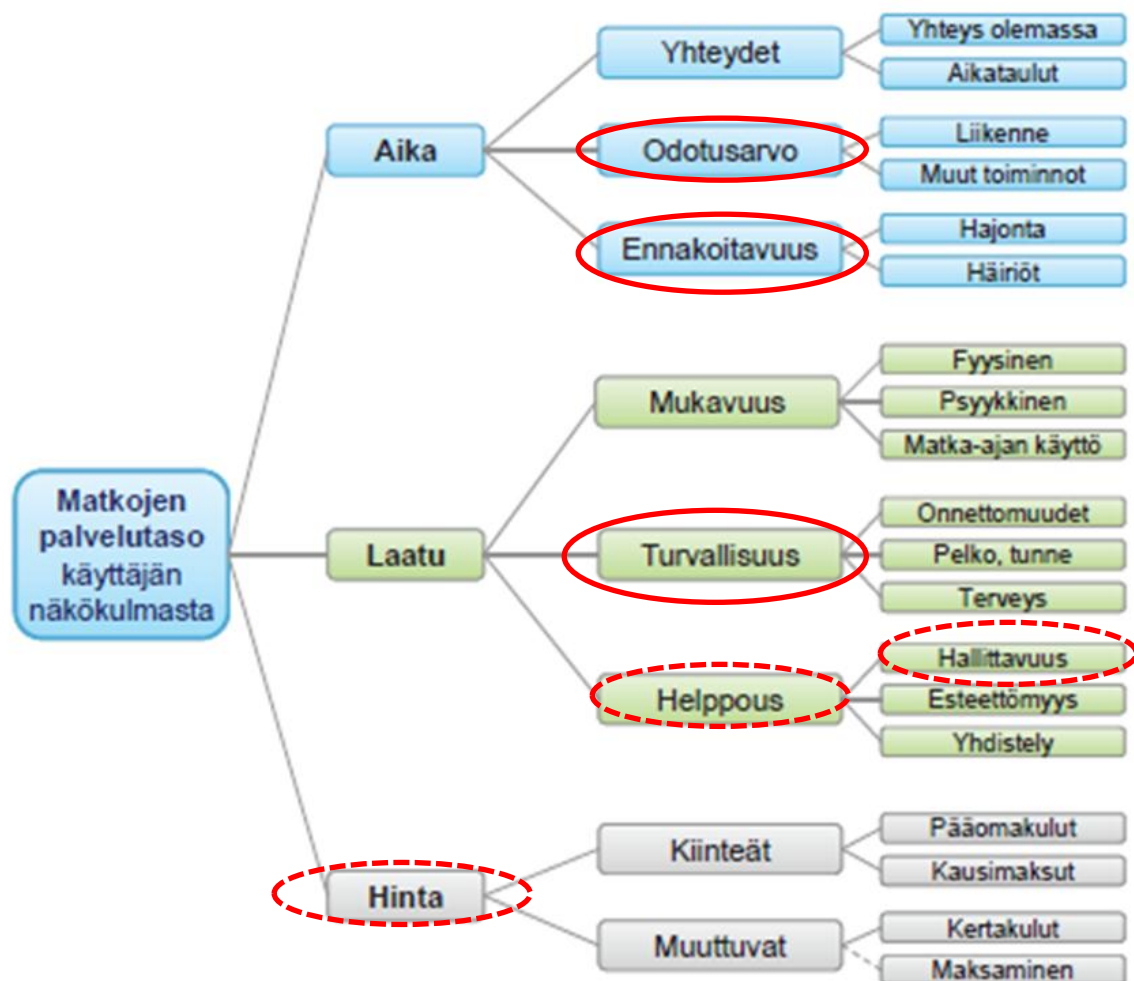 Matkojen
palvelutaso
käyttäjän
näkökulmasta
Aika
Yhteydet
Yhteys olemassa
Aikataulut
Odotusarvo
Liikenne
Muut toiminnot
Ennakoitavuus
Hajonta
Häiriöt
Laatu
Mukavuus
Fyysinen
Psyykkinen
Matka-ajan käyttö
Turvallisuus
Onnettomuudet
Pelko, tunne
Terveys
Helppous
Hallittavuus
Esteettömyys
Yhdistely
Hinta
Kiinteät
Pääomakulut
Kausimaksut
Muuttuvat
Kertakulut
Maksaminen